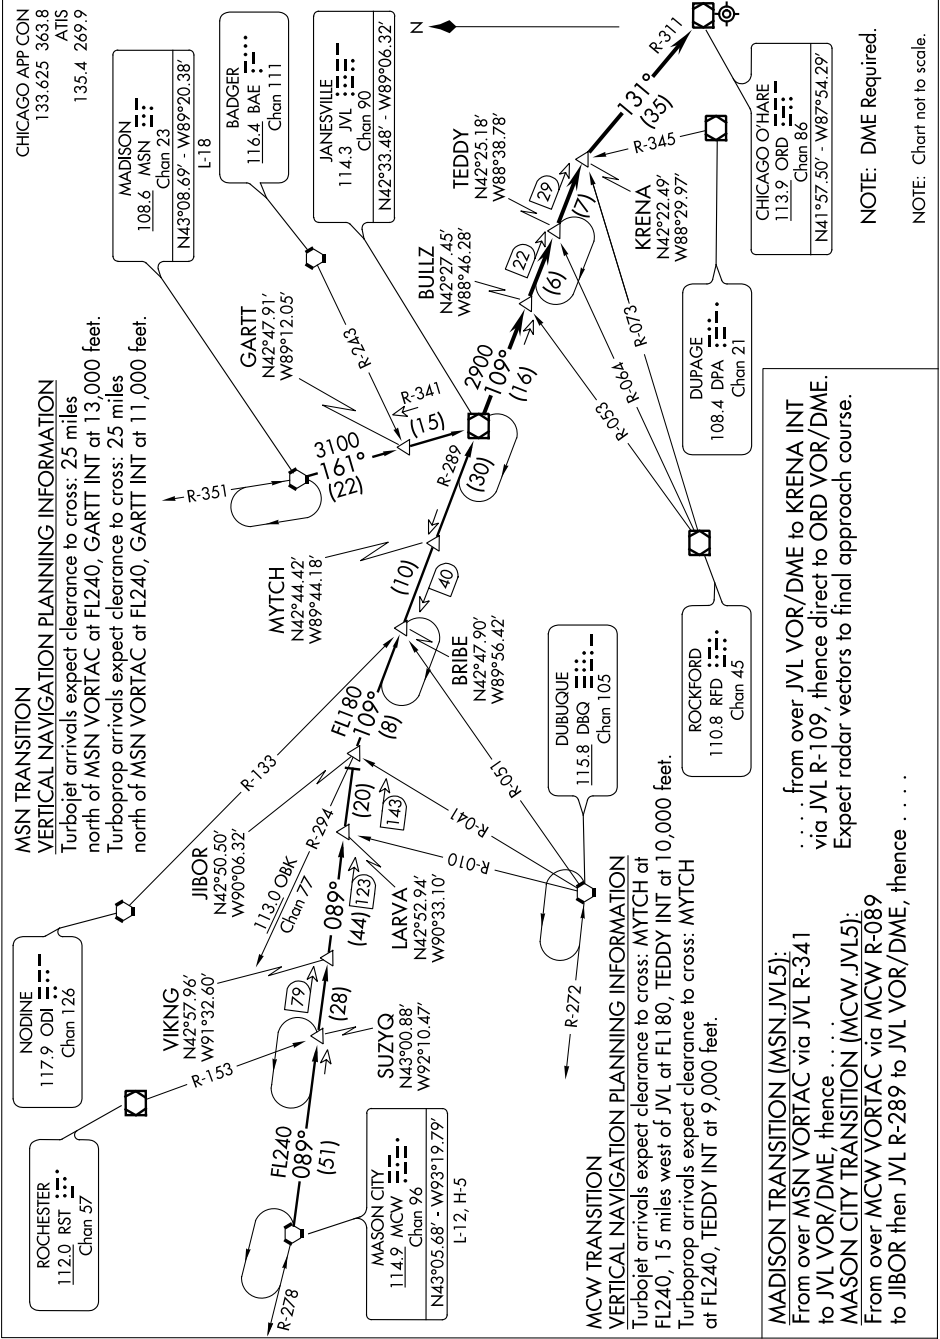 CHICAGO APP CON
133.625 363.8
ATIS
135.4 269.9
MSN TRANSITION
VERTICAL NAVIGATION PLANNING INFORMATION
Turbojet arrivals expect clearance to cross: 25 miles
north of MSN VORTAC at FL240, GARTT INT at 13,000 feet.
Turboprop arrivals expect clearance to cross: 25 miles
north of MSN VORTAC at FL240, GARTT INT at 11,000 feet.
MADISON
108.6 MSN
Chan 23
N43°08.69' - W89°20.38'
L-18
BADGER
116.4 BAE
Chan 111
JANESVILLE
114.3 JVL
Chan 90
N42°33.48' - W89°06.32'
N
NODINE
117.9 ODI
Chan 126
ROCHESTER
112.0 RST
Chan 57
R-153
R-133
R-351
R-243
GARTT
N42°47.91'
W89°12.05'
3100
161°
(22)
R-341
(15)
MASON CITY
114.9 MCW
Chan 96
N43°05.68' - W93°19.79'
L-12, H-5
R-278
FL240
089°
(51)
SUZYQ
N43°00.88'
W92°10.47'
79
(28)
VIKNG
N42°57.96'
W91°32.60'
089°
(44)
123
LARVA
N42°52.94'
W90°33.10'
113.0 OBK
Chan 77
R-294
(20)
143
JIBOR
N42°50.50'
W90°06.32'
FL180
109°
(8)
BRIBE
N42°47.90'
W89°56.42'
(10)
40
MYTCH
N42°44.42'
W89°44.18'
R-289
(30)
2900
109°
(16)
BULLZ
N42°27.45'
W88°46.28'
22
(6)
TEDDY
N42°25.18'
W88°38.78'
29
(7)
KRENA
N42°22.49'
W88°29.97'
131°
(35)
R-311
R-345
CHICAGO O'HARE
113.9 ORD
Chan 86
N41°57.50' - W87°54.29'
DUPAGE
108.4 DPA
Chan 21
R-073
R-064
R-053
ROCKFORD
110.8 RFD
Chan 45
DUBUQUE
115.8 DBQ
Chan 105
R-051
R-041
R-010
R-272
MCW TRANSITION
VERTICAL NAVIGATION PLANNING INFORMATION
Turbojet arrivals expect clearance to cross: MYTCH at
FL240, 15 miles west of JVL at FL180, TEDDY INT at 10,000 feet.
Turboprop arrivals expect clearance to cross: MYTCH
at FL240, TEDDY INT at 9,000 feet.
NOTE: DME Required.
NOTE: Chart not to scale.
MADISON TRANSITION (MSN.JVL5):
From over MSN VORTAC via JVL R-341
to JVL VOR/DME, thence . . . .
MASON CITY TRANSITION (MCW.JVL5):
From over MCW VORTAC via MCW R-089
to JIBOR then JVL R-289 to JVL VOR/DME, thence . . . .
. . . . from over JVL VOR/DME to KRENA INT
via JVL R-109, thence direct to ORD VOR/DME.
Expect radar vectors to final approach course.